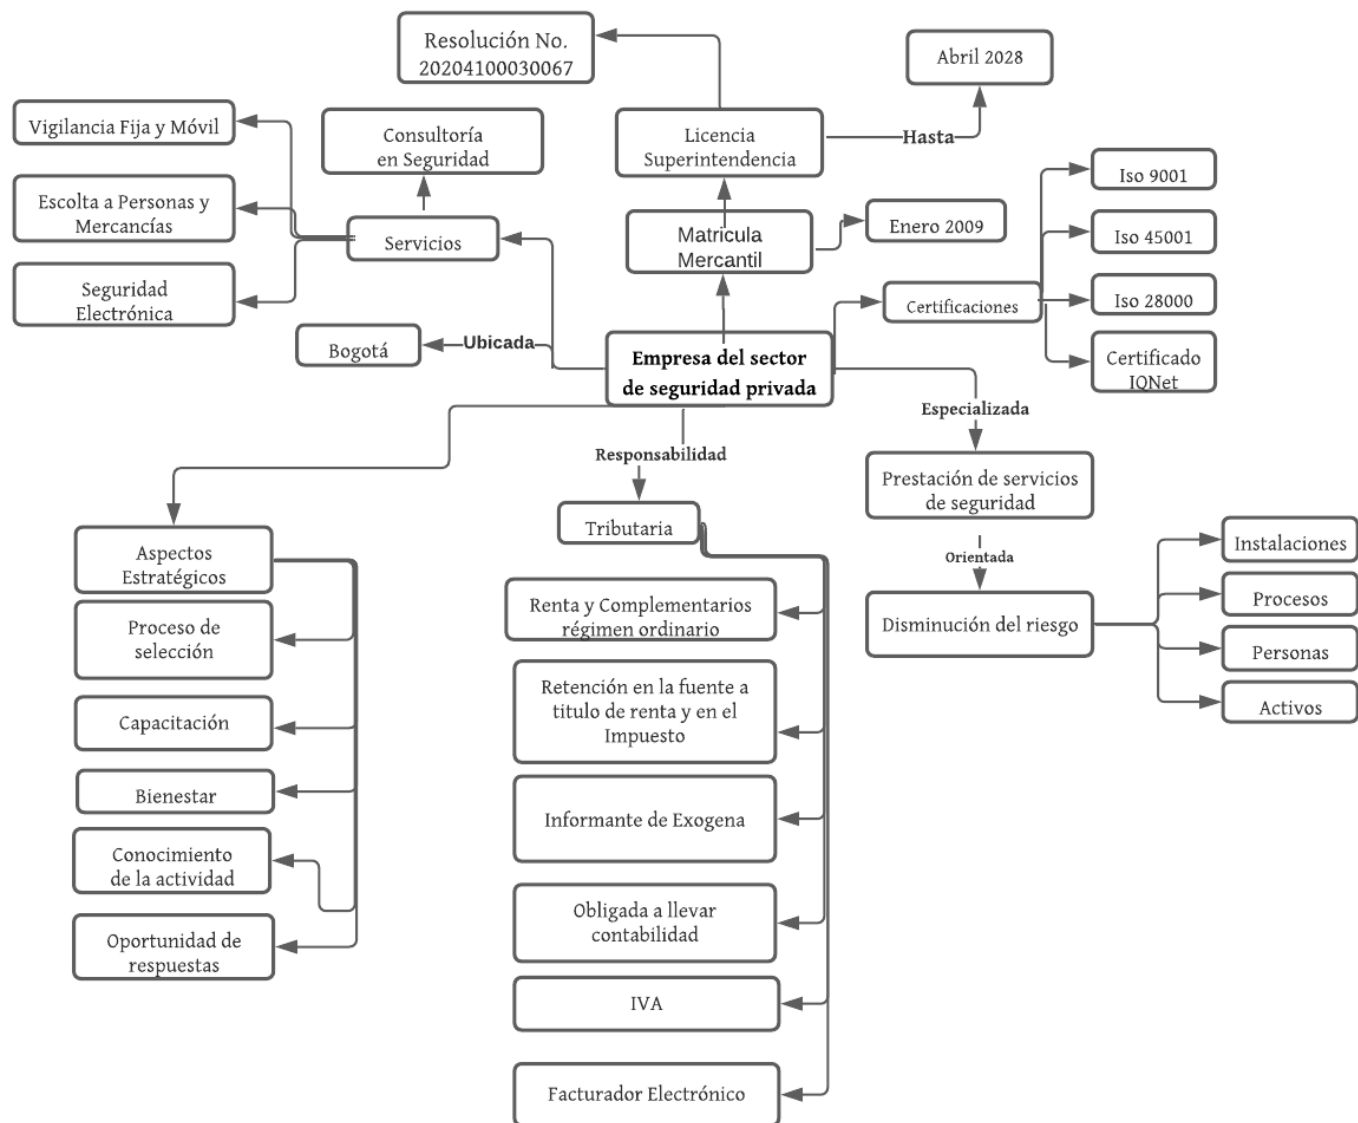 Resolución No.
20204100030067
Abril 2028
Vigilancia Fija y Móvil
Consultoría
en Seguridad
Licencia
Superintendencia
Hasta
Iso 9001
Escolta a Personas y
Mercancías
Servicios
Matricula
Mercantil
Enero 2009
Iso 45001
Seguridad
Electrónica
Certificaciones
Iso 28000
Bogotá
Ubicada
Empresa del sector
de seguridad privada
Certificado
IQNet
Especializada
Responsabilidad
Prestación de servicios
de seguridad
Tributaria
Aspectos
Estratégicos
Orientada
Instalaciones
Proceso de
selección
Renta y Complementarios
régimen ordinario
Disminución del riesgo
Procesos
Personas
Activos
Capacitación
Retención en la fuente a
titulo de renta y en el
Impuesto
Bienestar
Informante de Exogena
Conocimiento
de la actividad
Obligada a llevar
contabilidad
Oportunidad de
respuestas
IVA
Facturador Electrónico